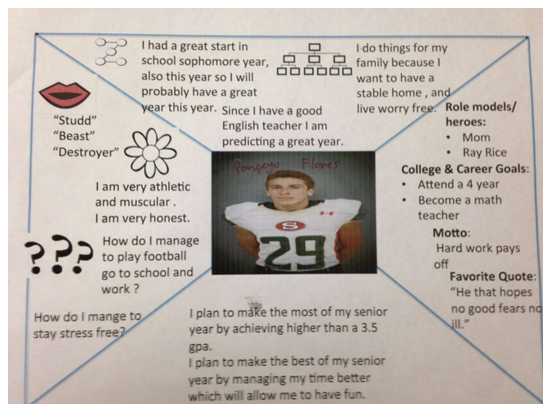 I had a great start in
school sophomore year,
also this year so I will
probably have a great
year this year.
Since I have a good
English teacher I am
predicting a great year.
I do things for my
family because I
want to have a
stable home , and
live worry free.
"Studd"
"Beast"
"Destroyer"
I am very athletic
and muscular .
I am very honest.
???
How do I manage
to play football
go to school and
work ?
How do I mange to
stay stress free?
Pompeyo Flores
S
29
Role models/
heroes:
• Mom
• Ray Rice
College & Career Goals:
• Attend a 4 year
• Become a math
teacher
Motto:
Hard work pays
off
Favorite Quote:
"He that hopes
no good fears no
ill."
I plan to make the most of my senior
year by achieving higher than a 3.5
gpa.
I plan to make the best of my senior
year by managing my time better
which will allow me to have fun.